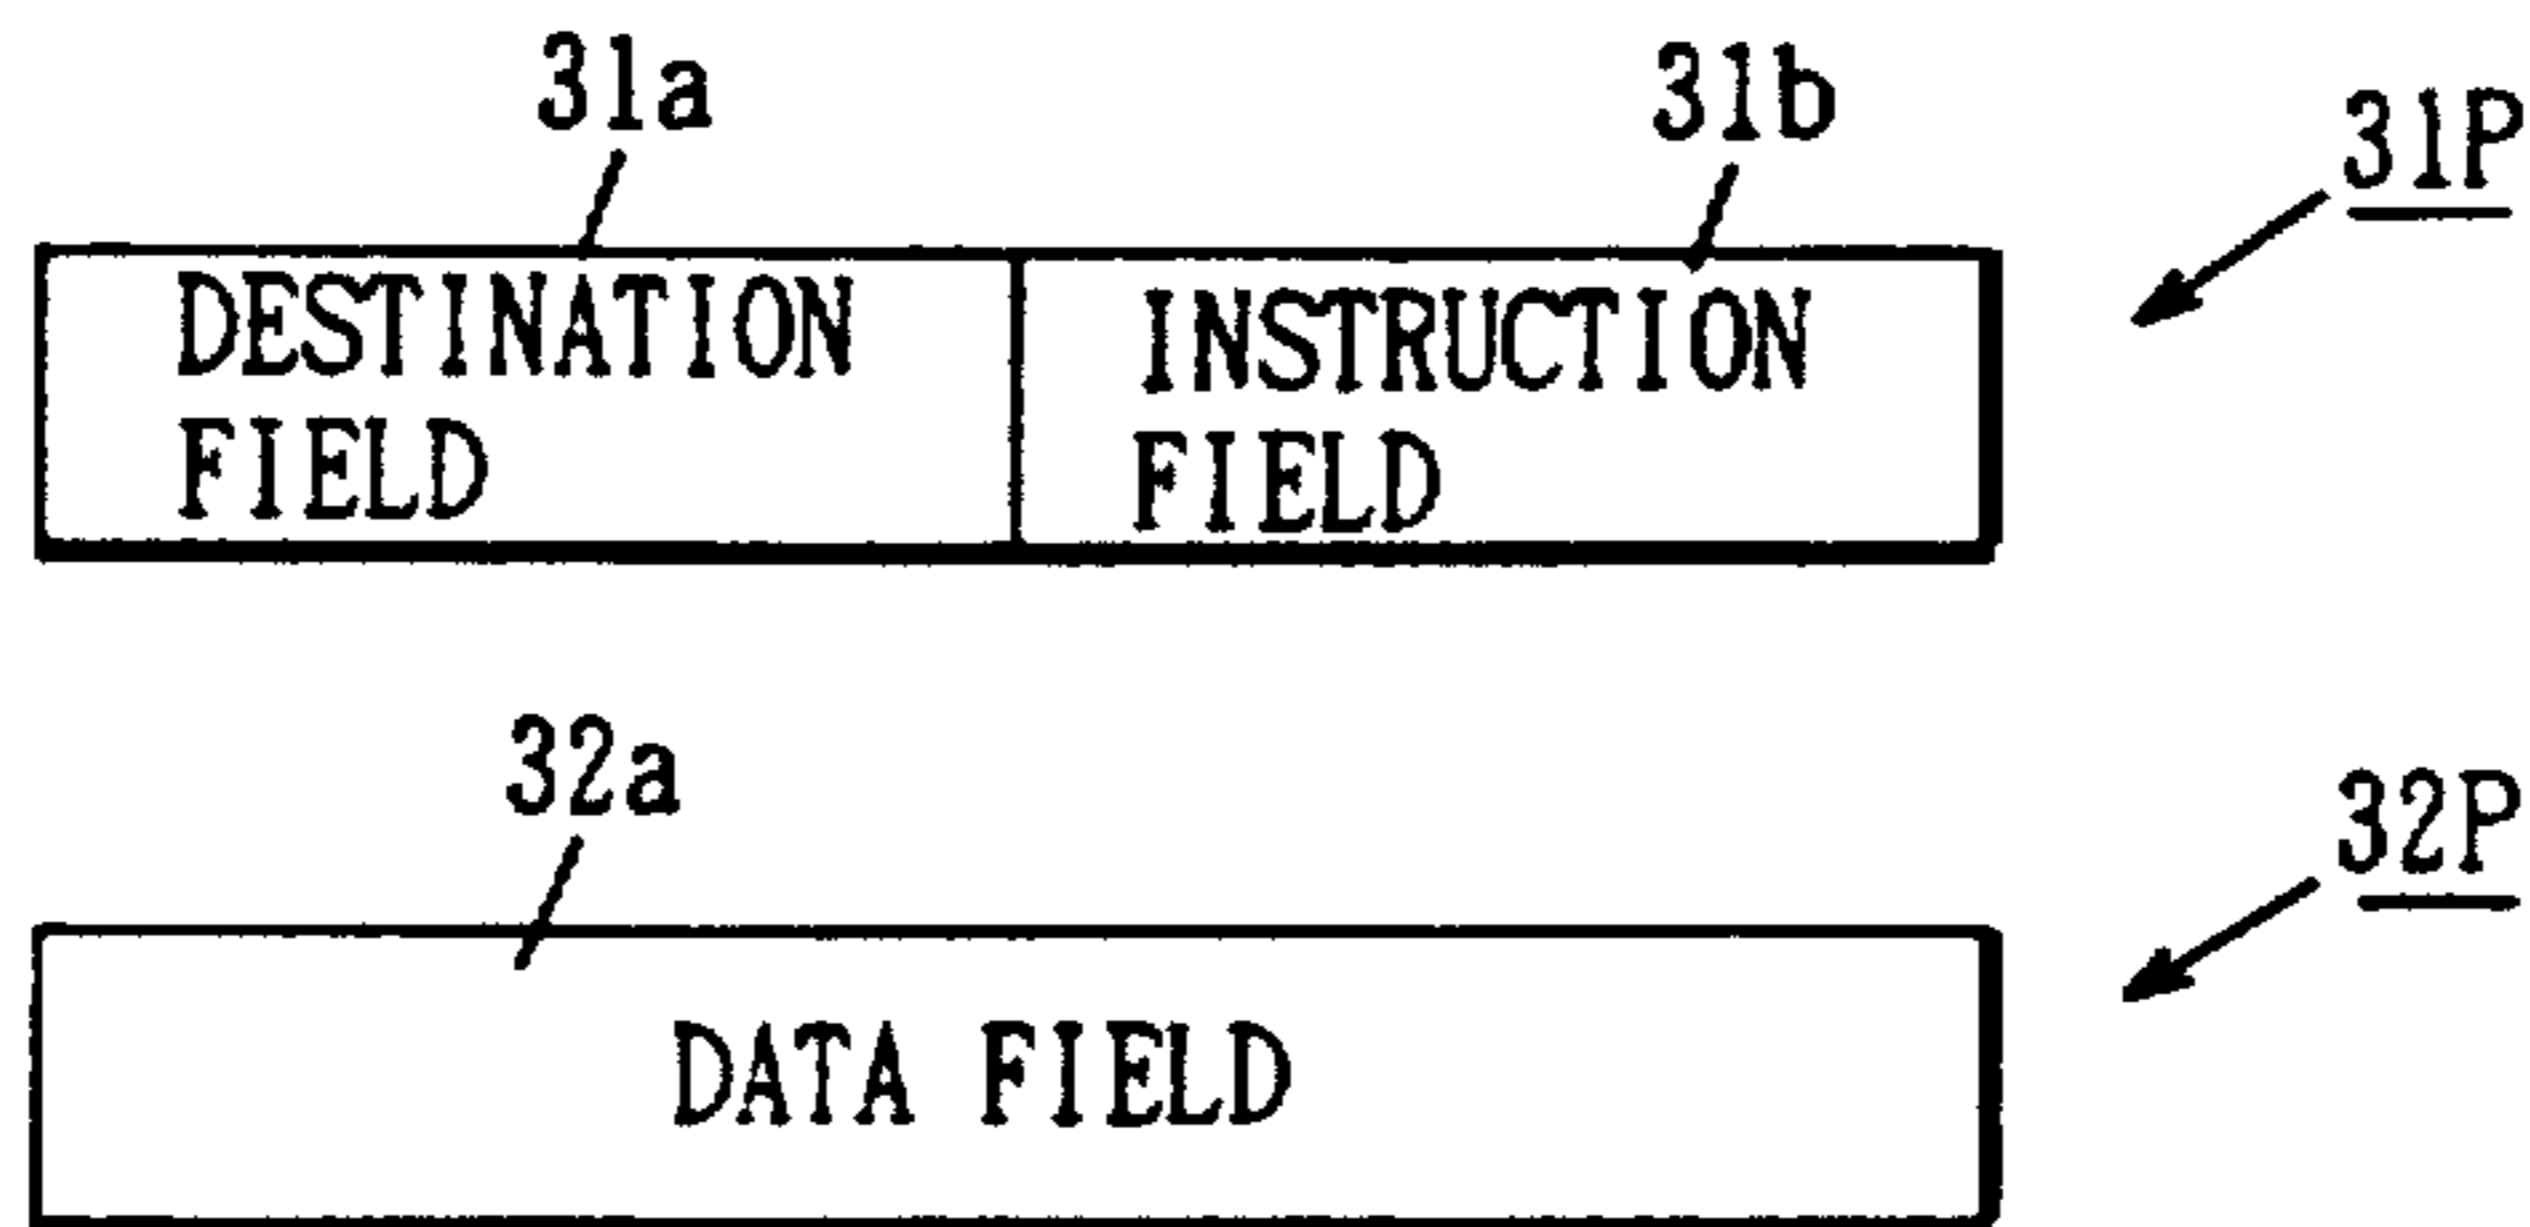 31a
31b
31P
DESTINATION
FIELD
INSTRUCTION
FIELD
32a
32P
DATA FIELD